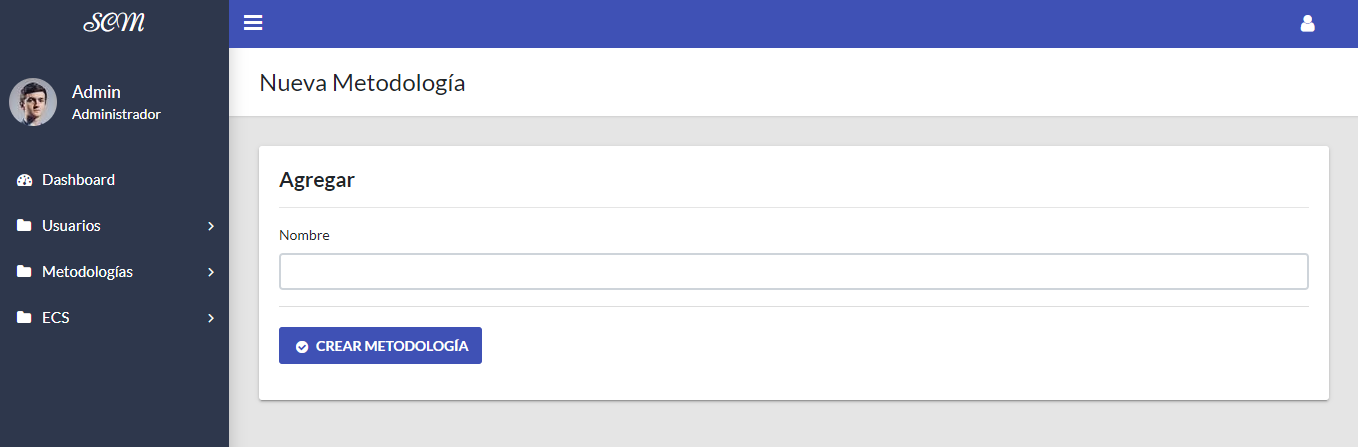 SCM
Admin
Administrador
Dashboard
Usuarios
Metodologías
ECS
Nueva Metodología
Agregar
Nombre
CREAR METODOLOGÍA